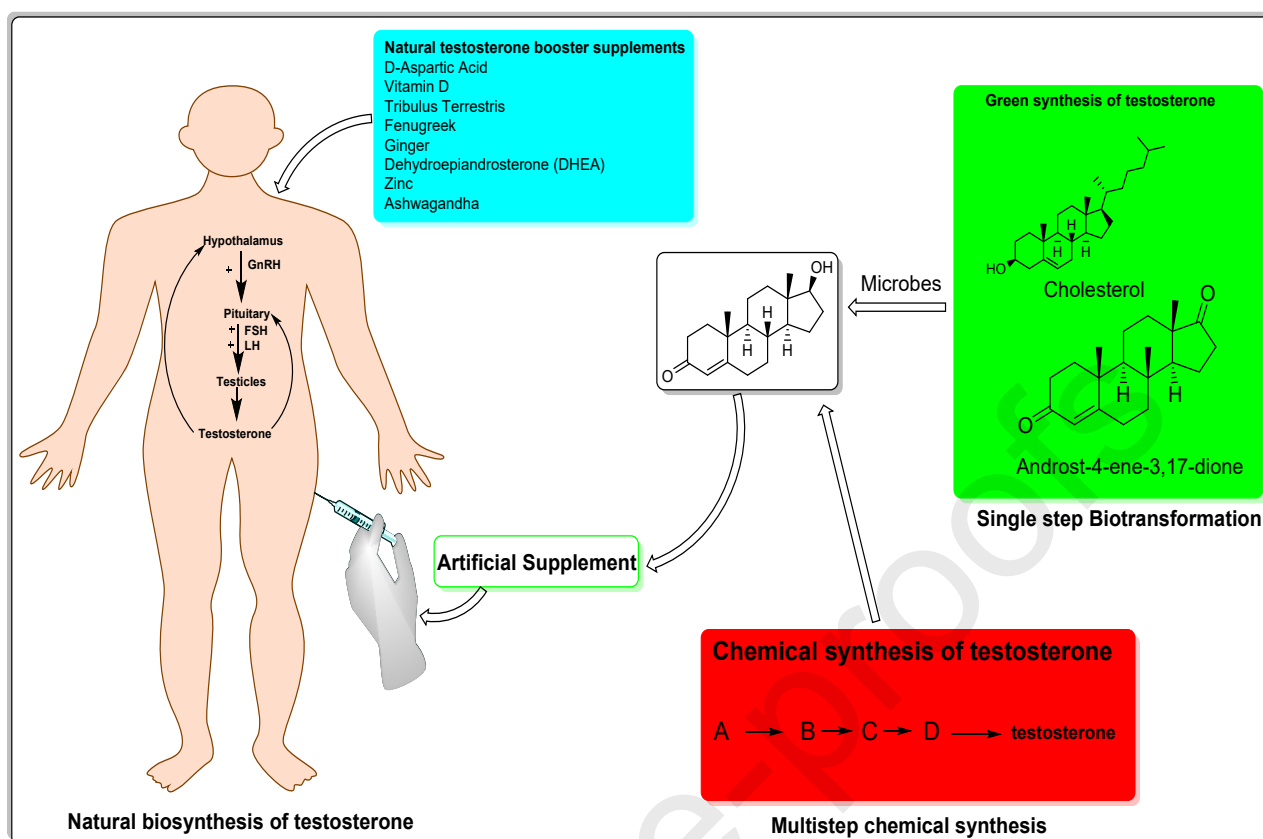 Natural testosterone booster supplements
D-Aspartic Acid
Vitamin D
Tribulus Terrestris
Fenugreek
Ginger
Dehydroepiandrosterone (DHEA)
Zinc
Ashwagandha
Hypothalamus
+ GnRH
Pituitary
+ FSH
+ LH
Testicles
Testosterone
Natural biosynthesis of testosterone
Artificial Supplement
OH
H
H
H
O
Microbes
Green synthesis of testosterone
H
H
H
HO
Cholesterol
O
H
H
H
O
Androst-4-ene-3,17-dione
Single step Biotransformation
Chemical synthesis of testosterone
A → B → C → D → testosterone
Multistep chemical synthesis
e-proofs